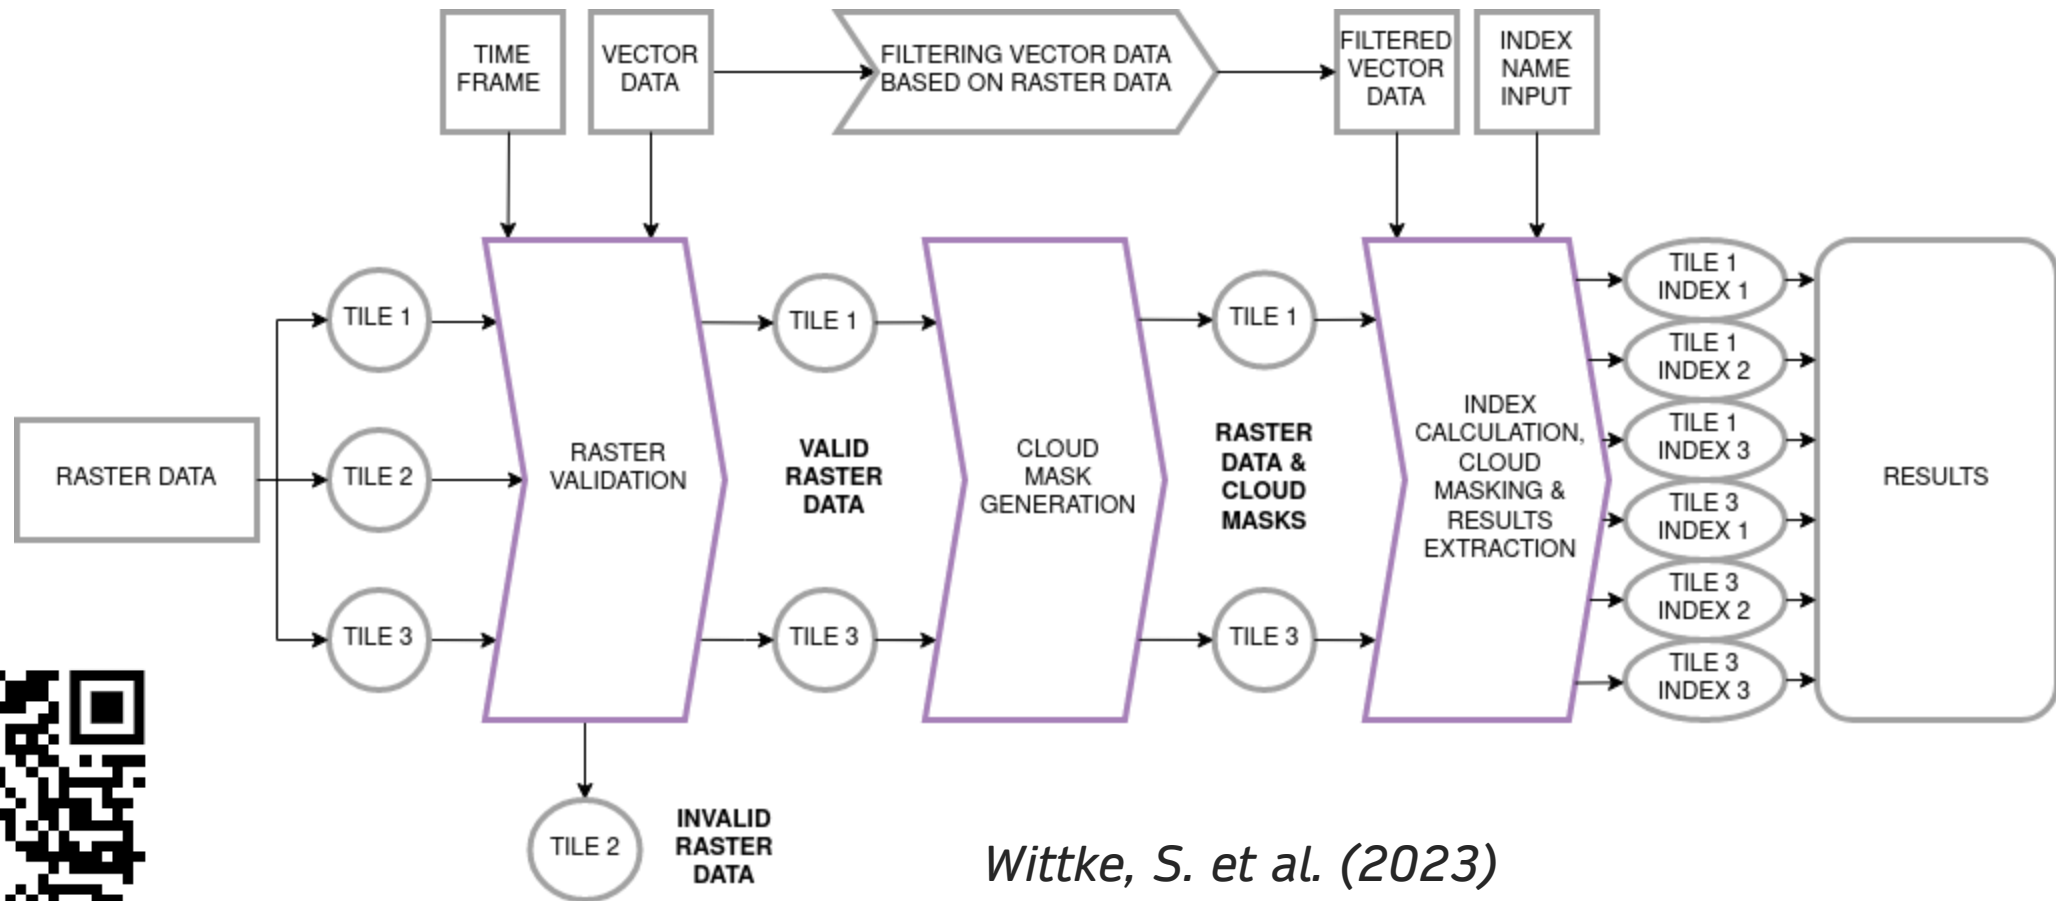 TIME
FRAME
VECTOR
DATA
FILTERING VECTOR DATA
BASED ON RASTER DATA
FILTERED
VECTOR
DATA
INDEX
NAME
INPUT
RASTER DATA
TILE 1
TILE 2
TILE 3
RASTER
VALIDATION
TILE 1
VALID
RASTER
DATA
TILE 3
CLOUD
MASK
GENERATION
TILE 1
RASTER
DATA &
CLOUD
MASKS
TILE 3
INDEX
CALCULATION,
CLOUD
MASKING &
RESULTS
EXTRACTION
TILE 1
INDEX 1
TILE 1
INDEX 2
TILE 1
INDEX 3
TILE 3
INDEX 1
TILE 3
INDEX 2
TILE 3
INDEX 3
RESULTS
TILE 2
INVALID
RASTER
DATA
Wittke, S. et al. (2023)